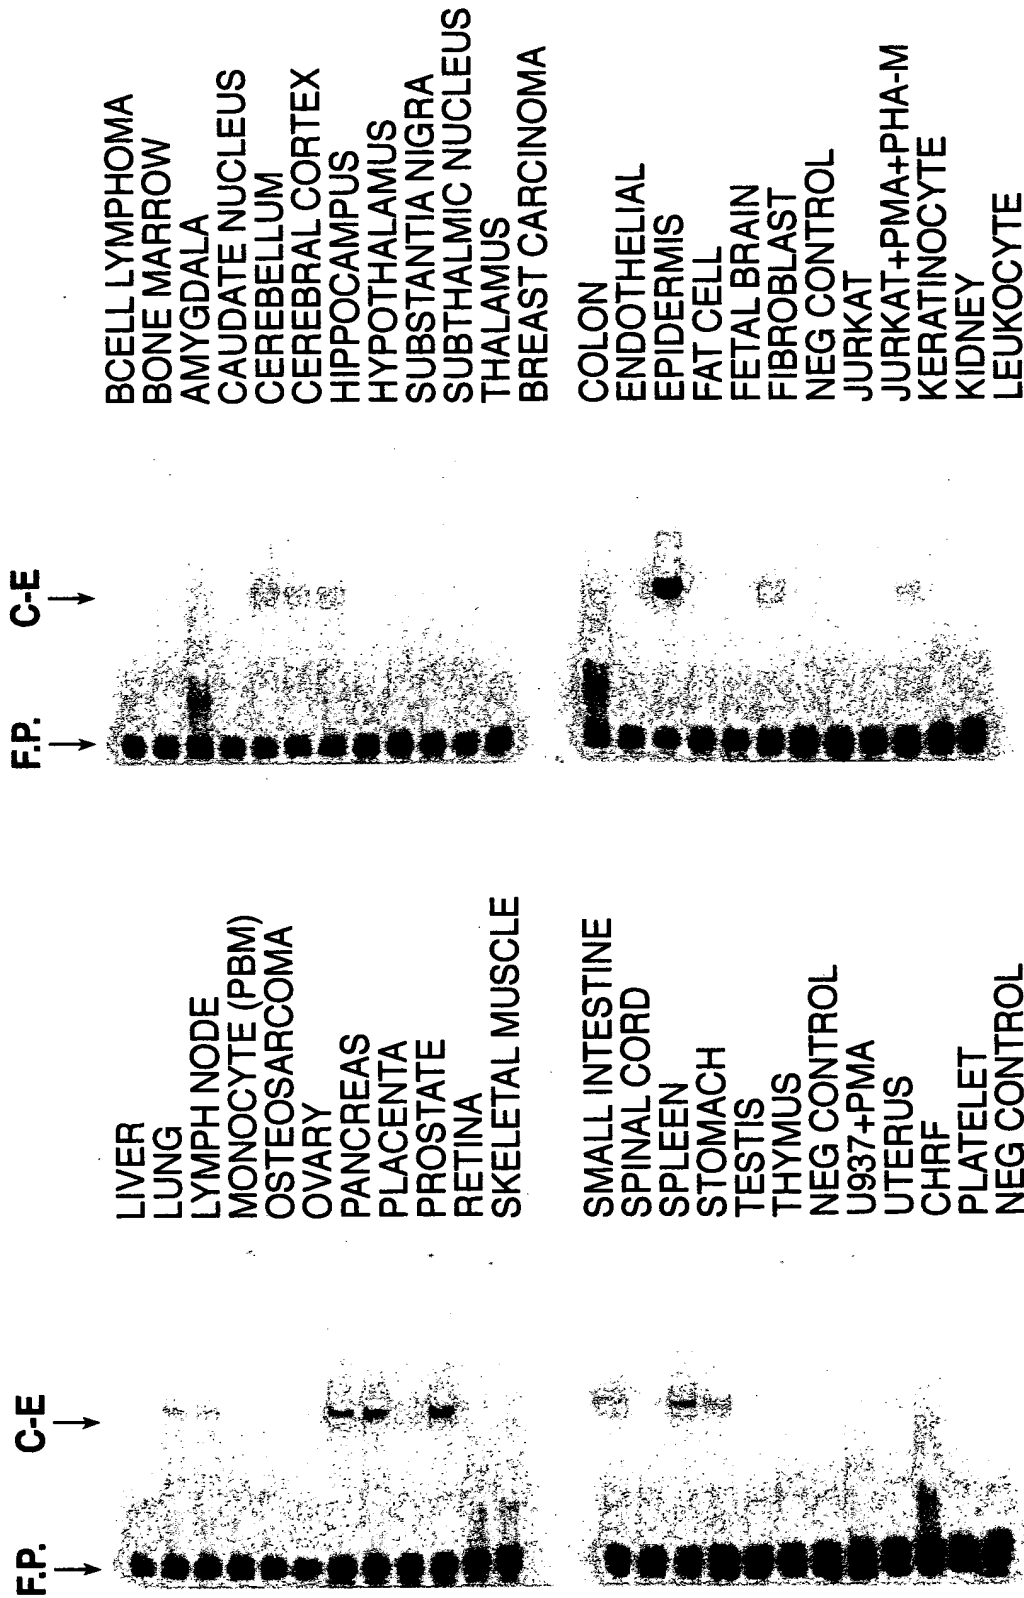 F.P.
C-E
BCELL LYMPHOMA
BONE MARROW
AMYGDALA
CAUDATE NUCLEUS
CEREBELLUM
CEREBRAL CORTEX
HIPPOCAMPUS
HYPOTHALAMUS
SUBSTANTIA NIGRA
SUBTHALMIC NUCLEUS
THALAMUS
BREAST CARCINOMA
COLON
ENDOTHELIAL
EPIDERMIS
FAT CELL
FETAL BRAIN
FIBROBLAST
NEG CONTROL
JURKAT
JURKAT+PMA+PHA-M
KERATINOCYTE
KIDNEY
LEUKOCYTE
F.P.
C-E
LIVER
LUNG
LYMPH NODE
MONOCYTE (PBM)
OSTEOSARCOMA
OVARY
PANCREAS
PLACENTA
PROSTATE
RETINA
SKELETAL MUSCLE
SMALL INTESTINE
SPINAL CORD
SPLEEN
STOMACH
TESTIS
THYMUS
NEG CONTROL
U937+PMA
UTERUS
CHRF
PLATELET
NEG CONTROL